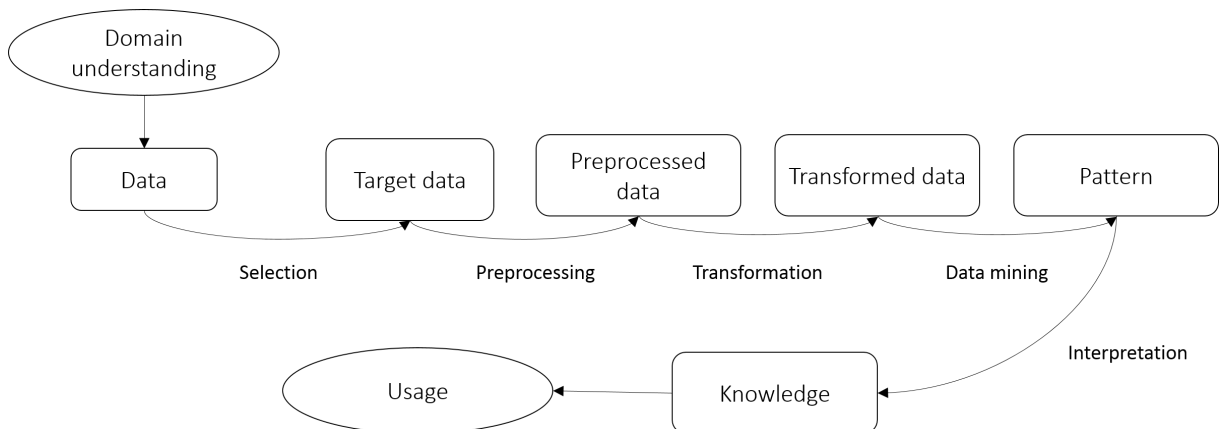 Domain
understanding
Data
Target data
Preprocessed
data
Transformed data
Pattern
Selection
Preprocessing
Transformation
Data mining
Interpretation
Usage
Knowledge